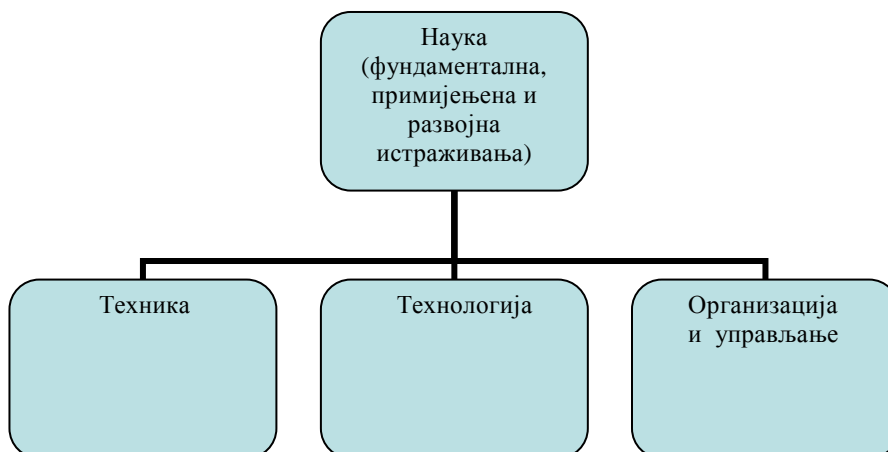 Наука
(фундаментална,
примијењена и
развојна
истраживања)
Техника
Технологија
Организација
и управљање